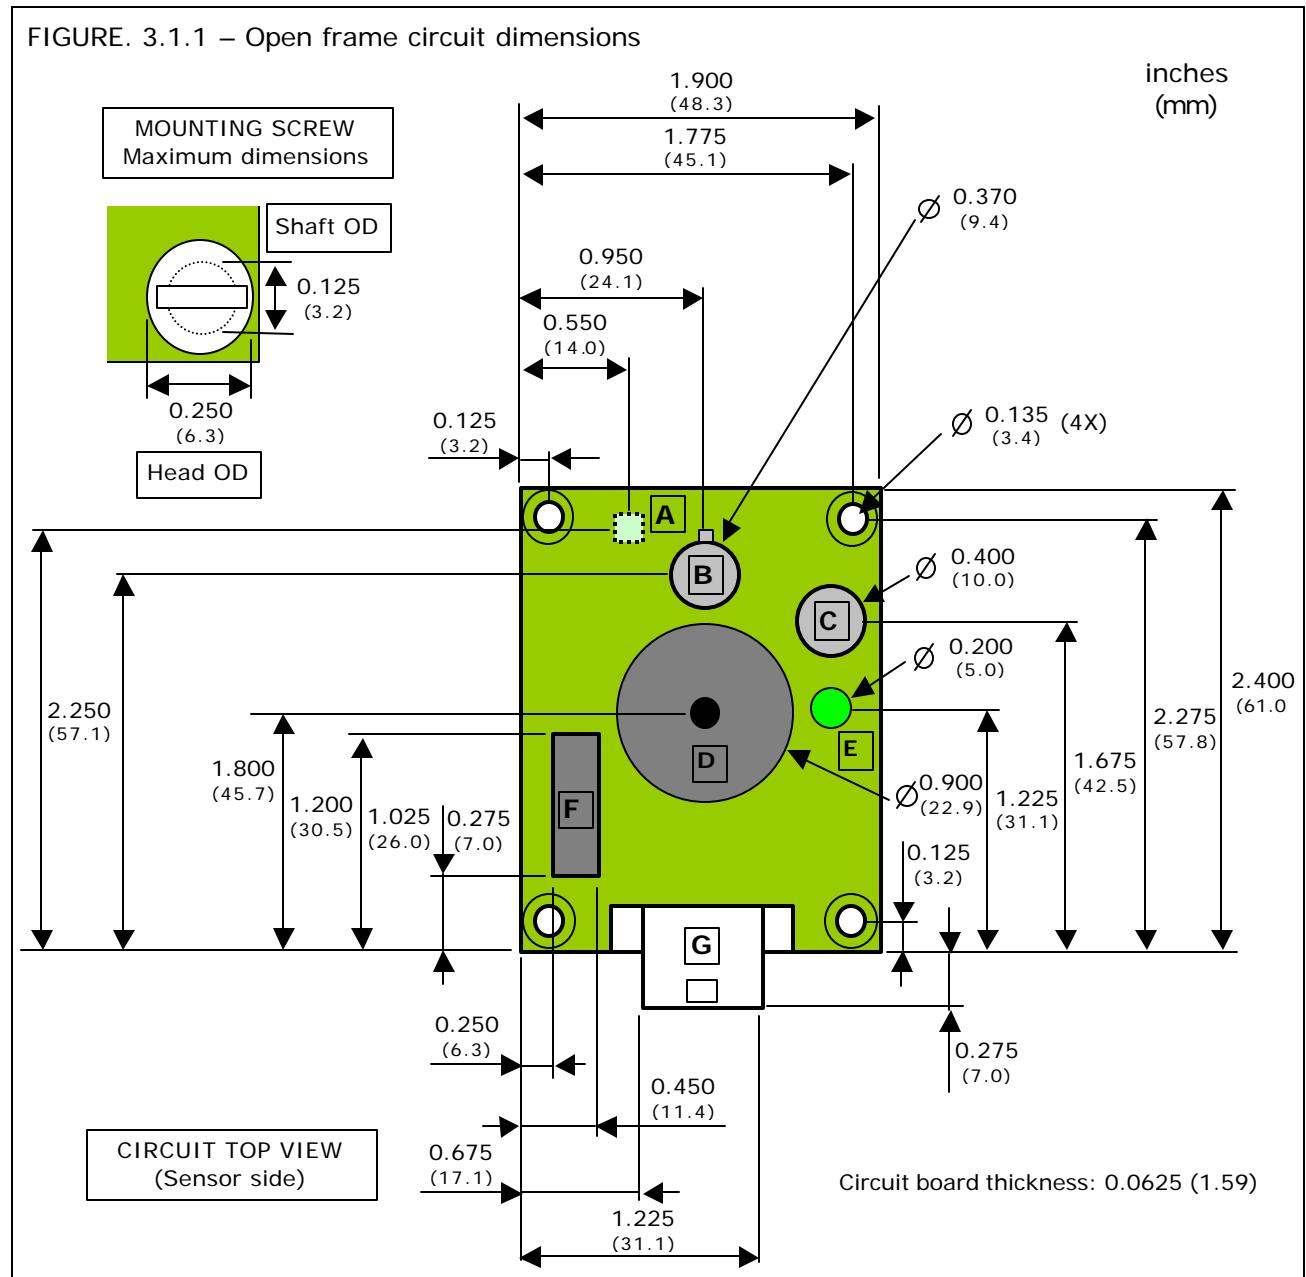 FIGURE. 3.1.1 – Open frame circuit dimensions
inches
(mm)
1.900
(48.3)
MOUNTING SCREW
Maximum dimensions
1.775
(45.1)
Shaft OD
0.370
(9.4)
0.125
(3.2)
0.950
(24.1)
0.550
(14.0)
0.250
(6.3)
Head OD
0.125
(3.2)
0.135 (4X)
(3.4)
A
B
C
0.400
(10.0)
0.200
(5.0)
2.250
(57.1)
2.400
(61.0
2.275
(57.8)
D
E
1.800
(45.7)
1.675
(42.5)
1.200
(30.5)
1.025
(26.0)
0.275
(7.0)
F
0.900
(22.9)
1.225
(31.1)
0.125
(3.2)
G
0.250
(6.3)
0.275
(7.0)
0.450
(11.4)
CIRCUIT TOP VIEW
(Sensor side)
0.675
(17.1)
Circuit board thickness: 0.0625 (1.59)
1.225
(31.1)